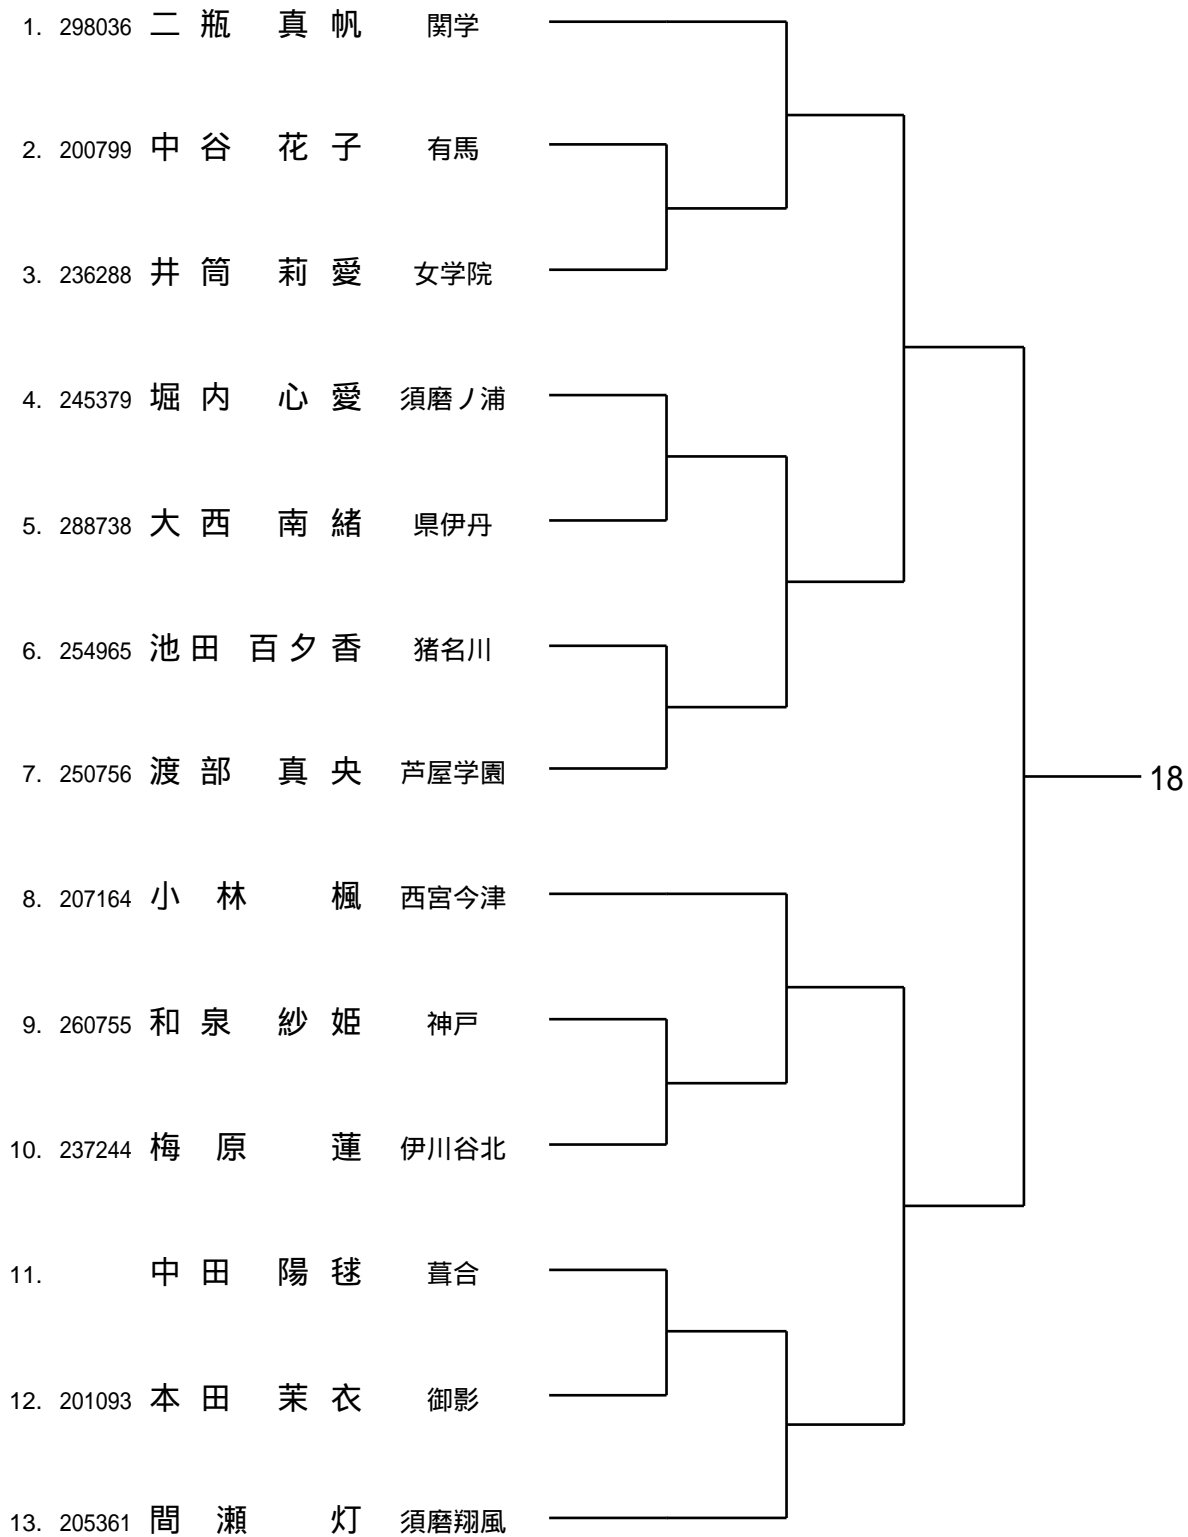 1. 298036 二瓶 真帆 関学
2. 200799 中谷 花子 有馬
3. 236288 井筒 莉愛 女学院
4. 245379 堀内 心愛 須磨ノ浦
5. 288738 大西 南緒 県伊丹
6. 254965 池田 百夕香 猪名川
7. 250756 渡部 真央 芦屋学園
18
8. 207164 小林 楓 西宮今津
9. 260755 和泉 紗姫 神戸
10. 237244 梅原 蓮 伊川谷北
11. 中田 陽毬 葺合
12. 201093 本田 茉衣 御影
13. 205361 間瀬 灯 須磨翔風